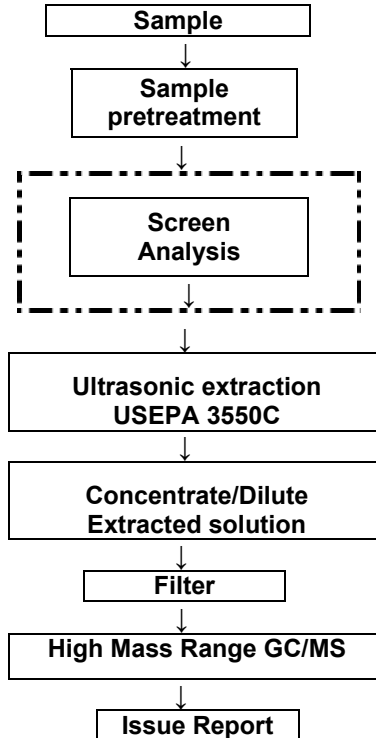 Sample
↓
Sample
pretreatment
↓
Screen
Analysis
↓
↓
Ultrasonic extraction
USEPA 3550C
↓
Concentrate/Dilute
Extracted solution
↓
Filter
↓
High Mass Range GC/MS
↓
Issue Report